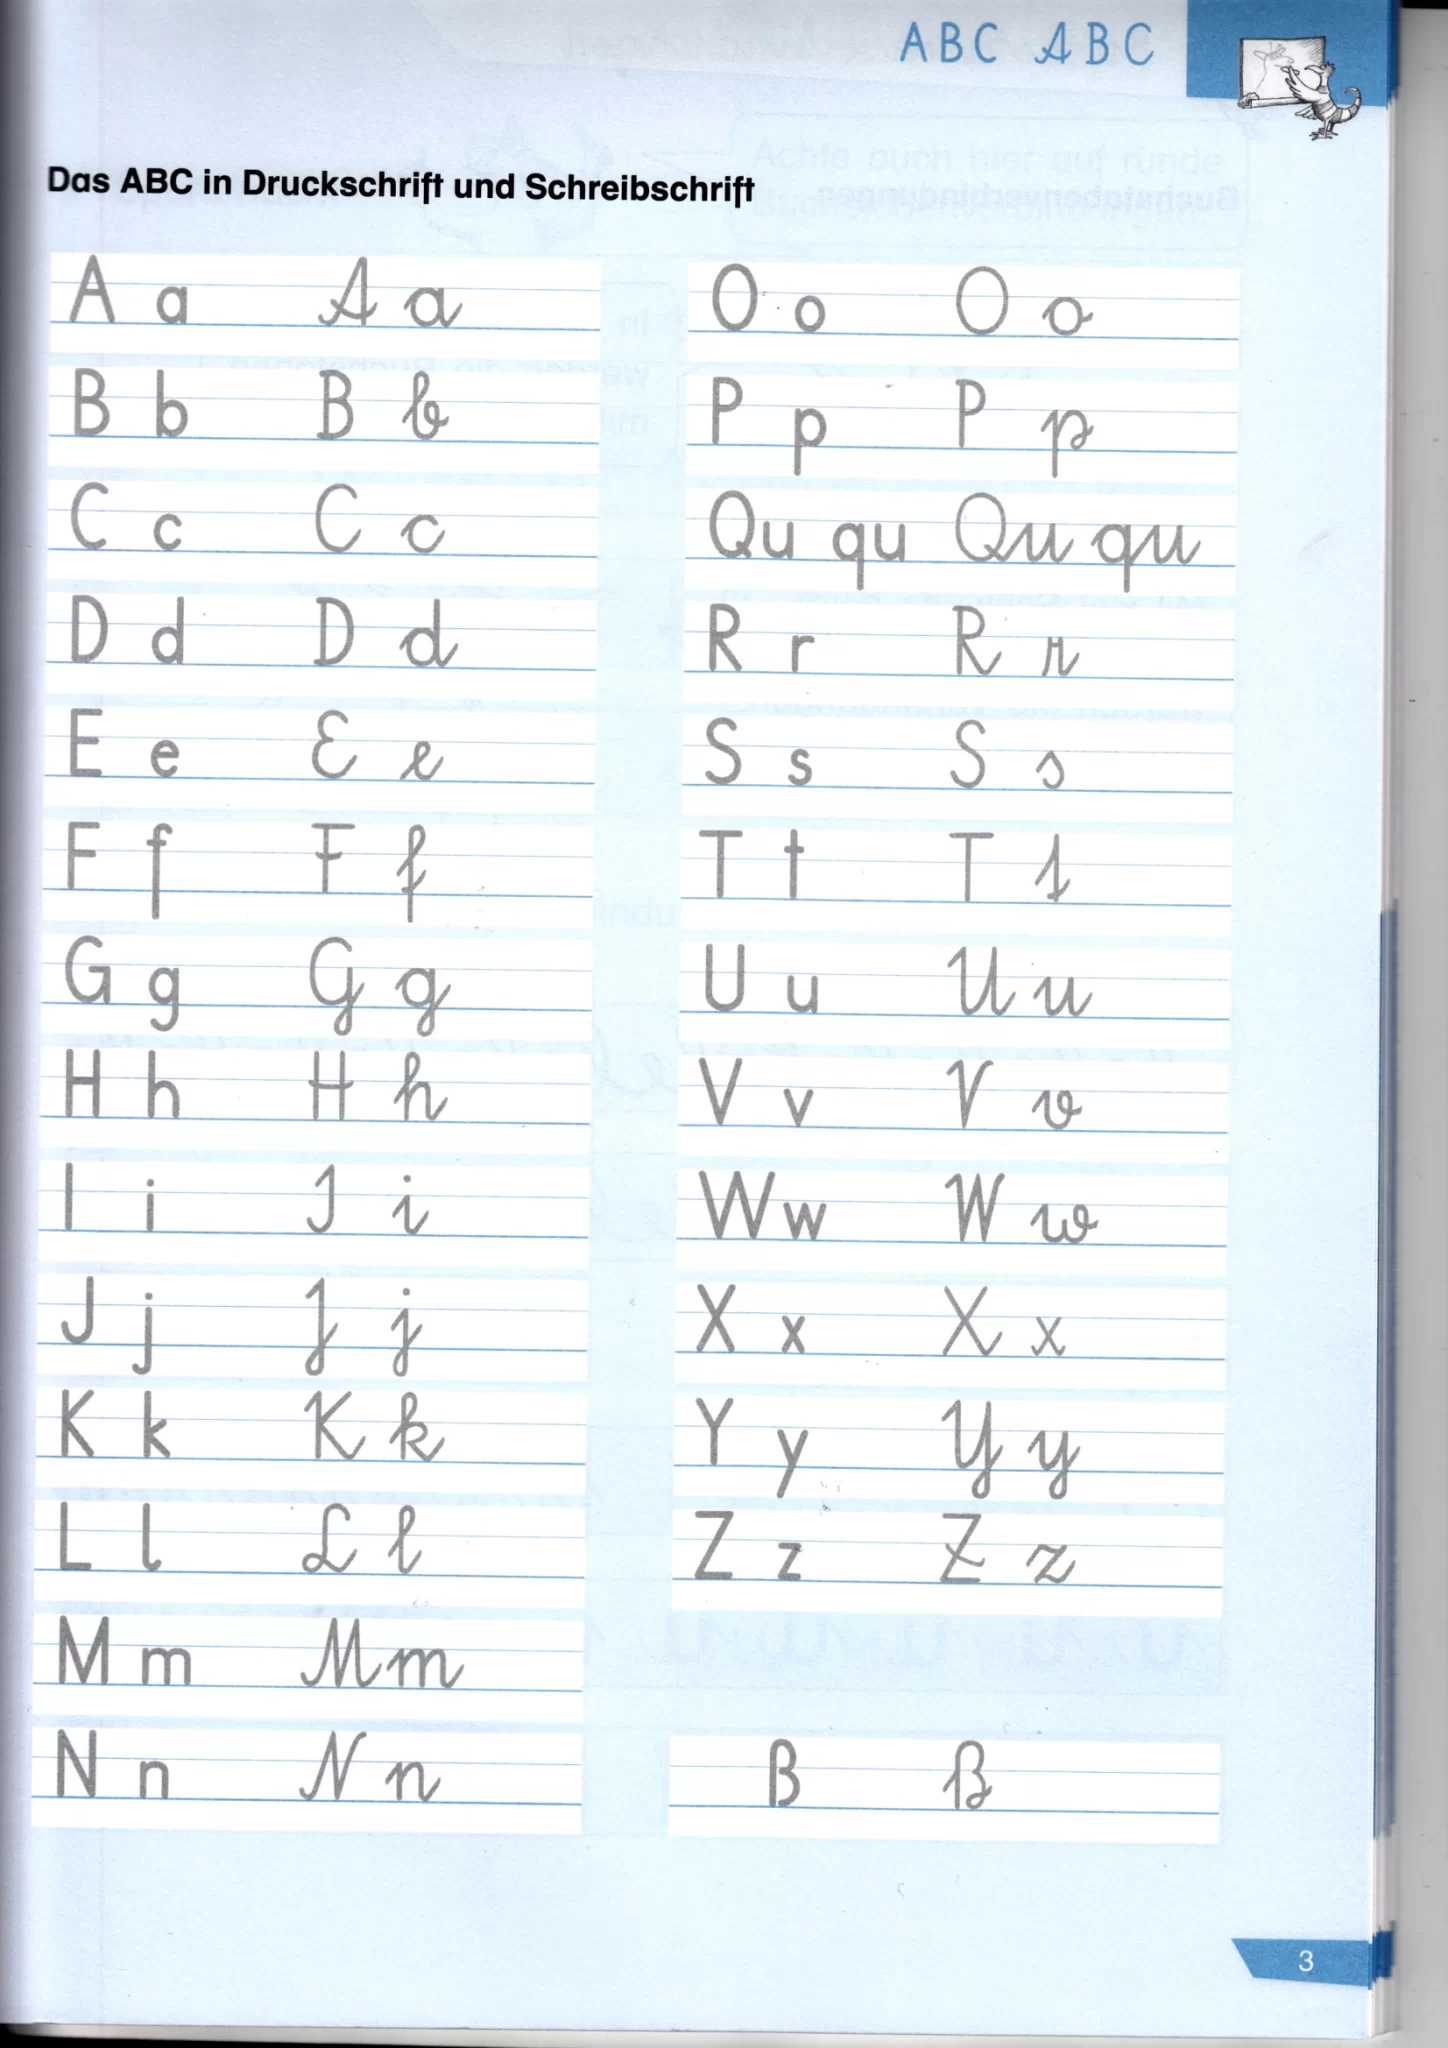 ABC ABC
Das ABC in Druckschrift und Schreibschrift
A a A a
B b B b
C c C c
D d D d
E e E e
F f F f
G g G g
H h H h
I i I i
J j J j
K k K k
L l L l
M m M m
N n N n
O o O o
P p P p
Qu qu Qu qu
R r R r
S s S s
T t T t
U u U u
V v V v
W w W w
X x X x
Y y Y y
Z z Z z
ß ß
3